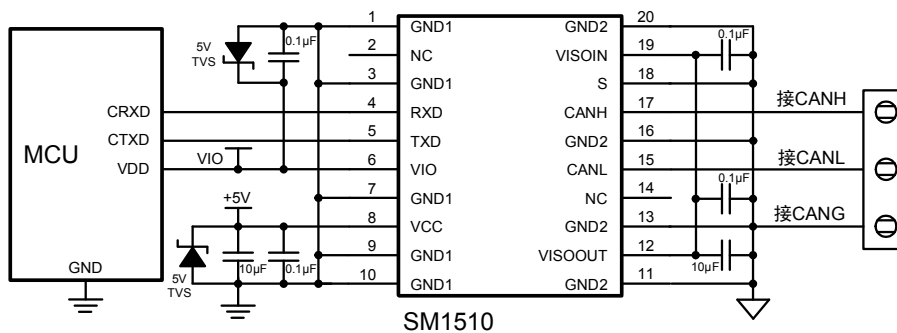 MCU
CRXD
CTXD
VDD
GND
VIO
5V
TVS
0.1μF
+5V
5V
TVS
10μF
0.1μF
1
2
3
4
5
6
7
8
9
10
GND1
NC
GND1
RXD
TXD
VIO
GND1
VCC
GND1
GND1
GND2
VISOIN
S
CANH
GND2
CANL
NC
GND2
VISOOUT
GND2
20
19
18
17
16
15
14
13
12
11
0.1μF
0.1μF
10μF
接CANH
接CANL
接CANG
SM1510